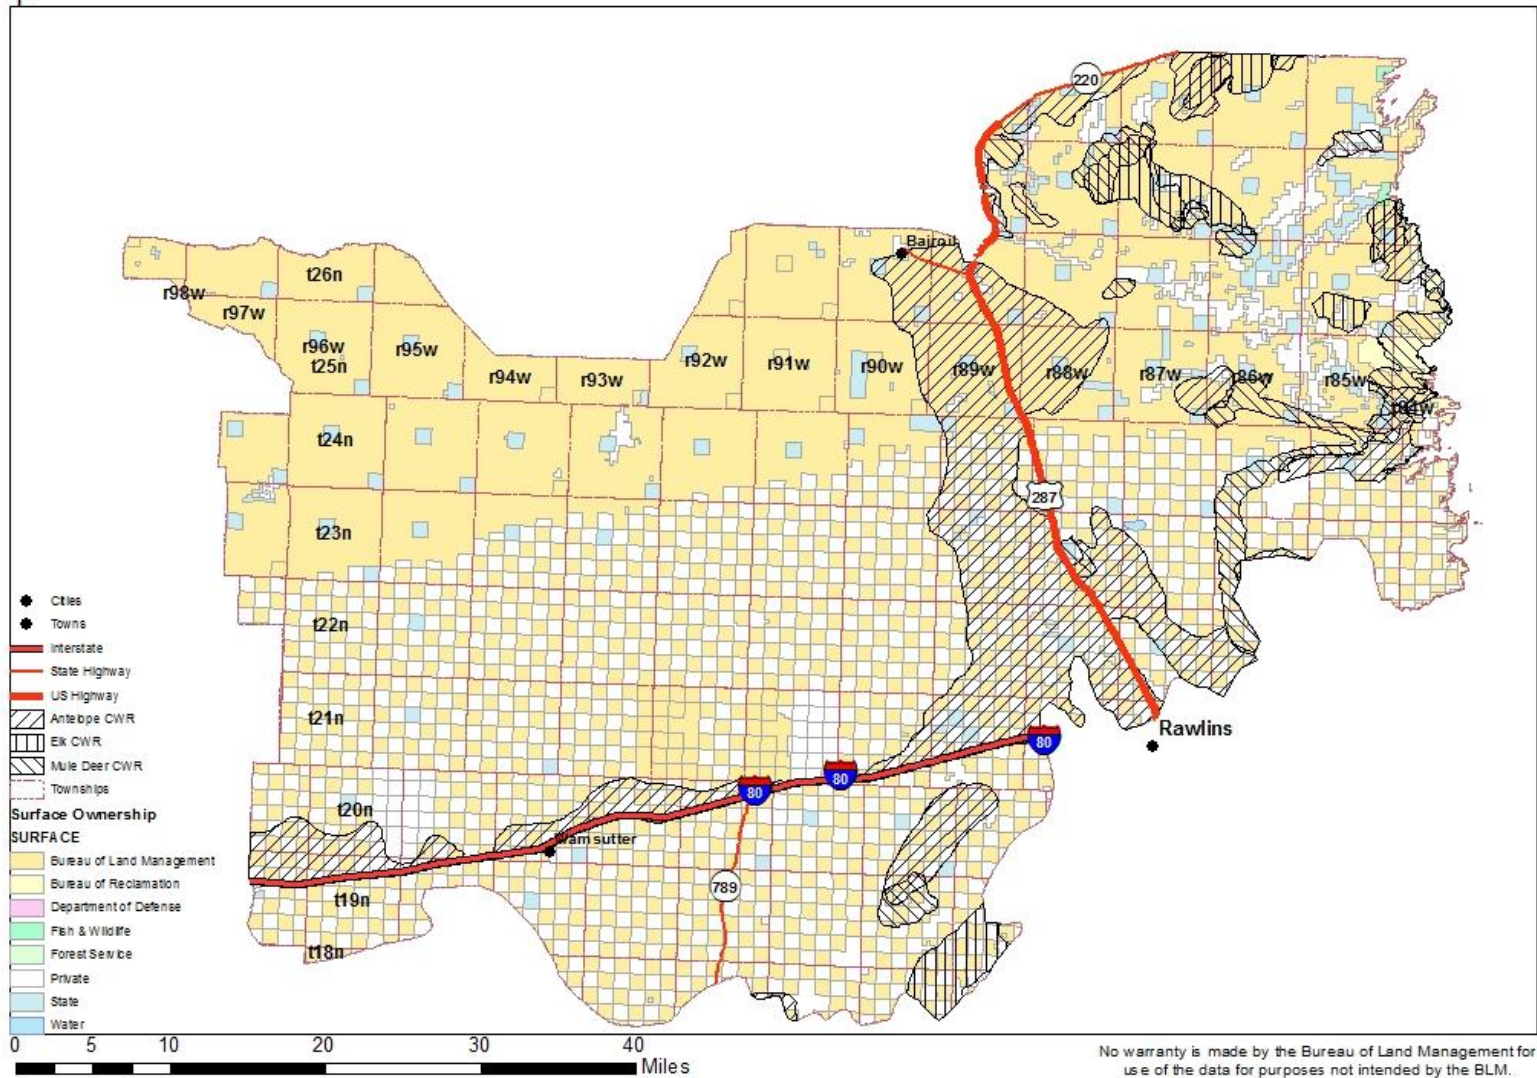 220
Bairoil
t26n
r98w
r97w
r96w
t25n
r95w
r94w
r93w
r92w
r91w
r90w
r89w
r88w
r87w
r86w
r85w
r84w
t24n
287
t23n
t22n
t21n
Rawlins
80
80
80
t20n
Wamsutter
789
t19n
t18n
Cities
Towns
Interstate
State Highway
US Highway
Antelope CWR
Elk CWR
Mule Deer CWR
Townships
Surface Ownership
SURFACE
Bureau of Land Management
Bureau of Reclamation
Department of Defense
Fish & Wildlife
Forest Service
Private
State
Water
0 5 10 20 30 40
Miles
No warranty is made by the Bureau of Land Management for
use of the data for purposes not intended by the BLM.